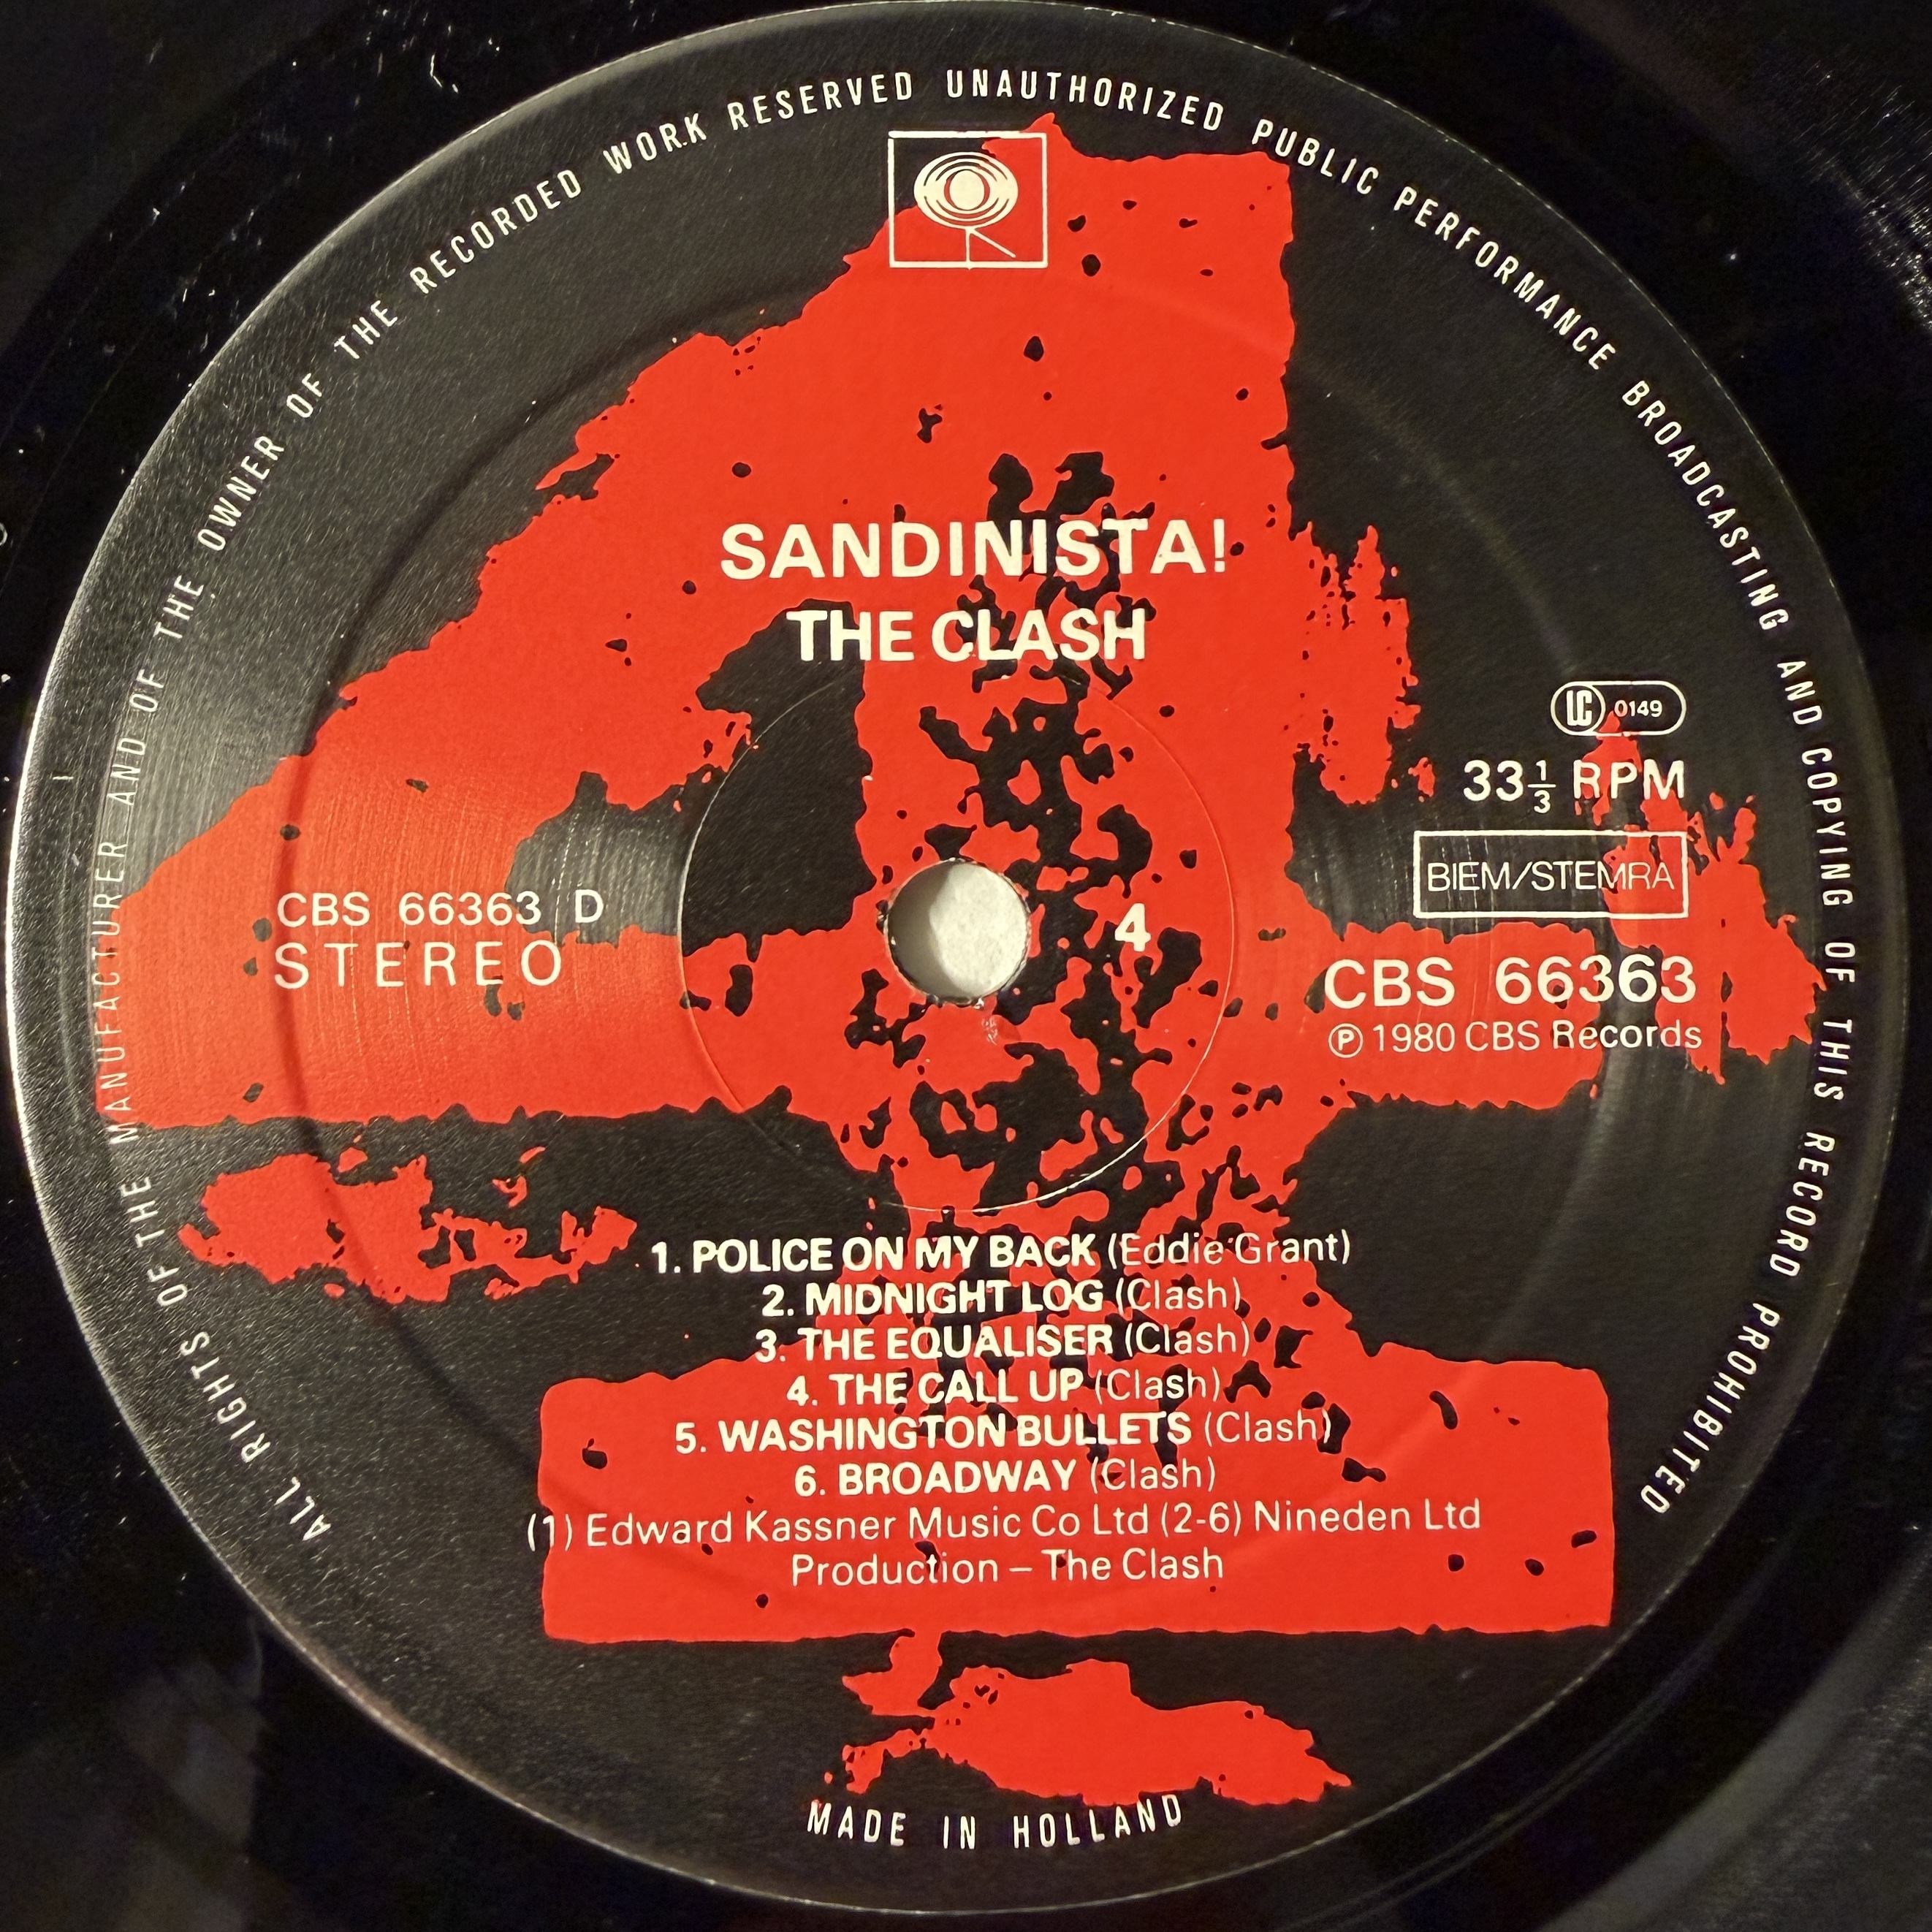 ALL RIGHTS OF THE MANUFACTURER AND OF THE OWNER OF THE RECORDED WORK RESERVED UNAUTHORIZED PUBLIC PERFORMANCE BROADCASTING AND COPYING OF THIS RECORD PROHIBITED
SANDINISTA!
THE CLASH
LC 0149
33⅓ RPM
BIEM/STEMRA
CBS 66363 D
STEREO
4
CBS 66363
℗ 1980 CBS Records
1. POLICE ON MY BACK (Eddie Grant)
2. MIDNIGHT LOG (Clash)
3. THE EQUALISER (Clash)
4. THE CALL UP (Clash)
5. WASHINGTON BULLETS (Clash)
6. BROADWAY (Clash)
(1) Edward Kassner Music Co Ltd (2-6) Nineden Ltd
Production – The Clash
MADE IN HOLLAND